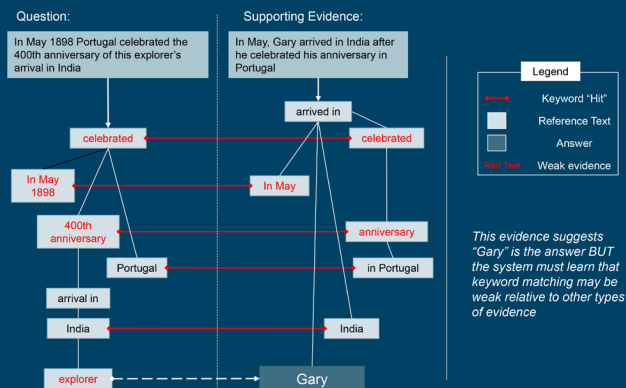 Question:
In May 1898 Portugal celebrated the
400th anniversary of this explorer's
arrival in India
Supporting Evidence:
In May, Gary arrived in India after
he celebrated his anniversary in
Portugal
arrived in
celebrated
celebrated
In May
1898
In May
400th
anniversary
anniversary
Portugal
in Portugal
arrival in
India
India
explorer
Gary
Legend
Keyword "Hit"
Reference Text
Answer
Red Text
Weak evidence
This evidence suggests
"Gary" is the answer BUT
the system must learn that
keyword matching may be
weak relative to other types
of evidence